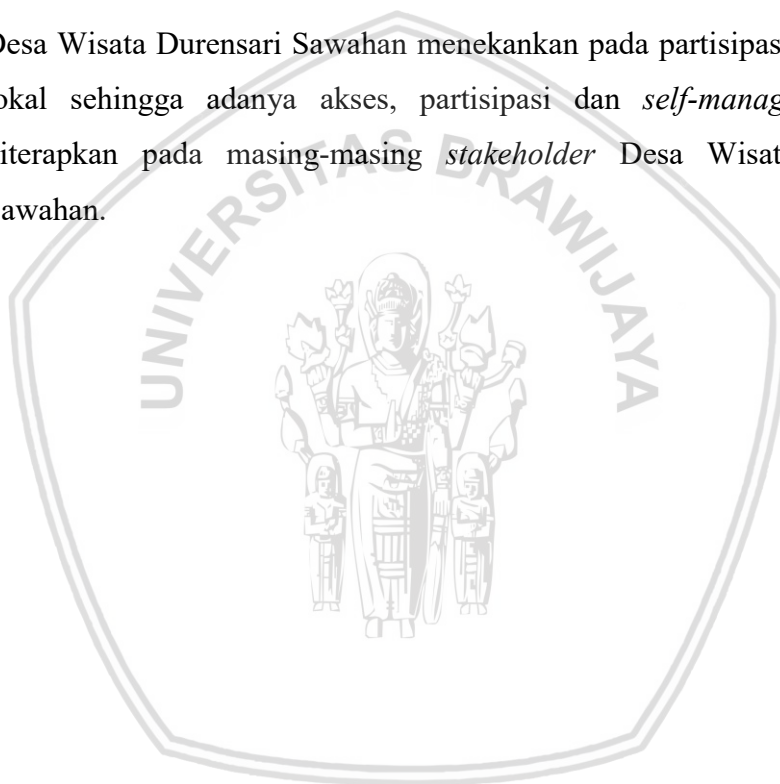 Desa Wisata Durensari Sawahan menekankan pada partisipas
okal sehingga adanya akses, partisipasi dan self-manag
iterapkan pada masing-masing stakeholder Desa Wisat
awahan.
UNIVERSITAS BRAWIJAYA